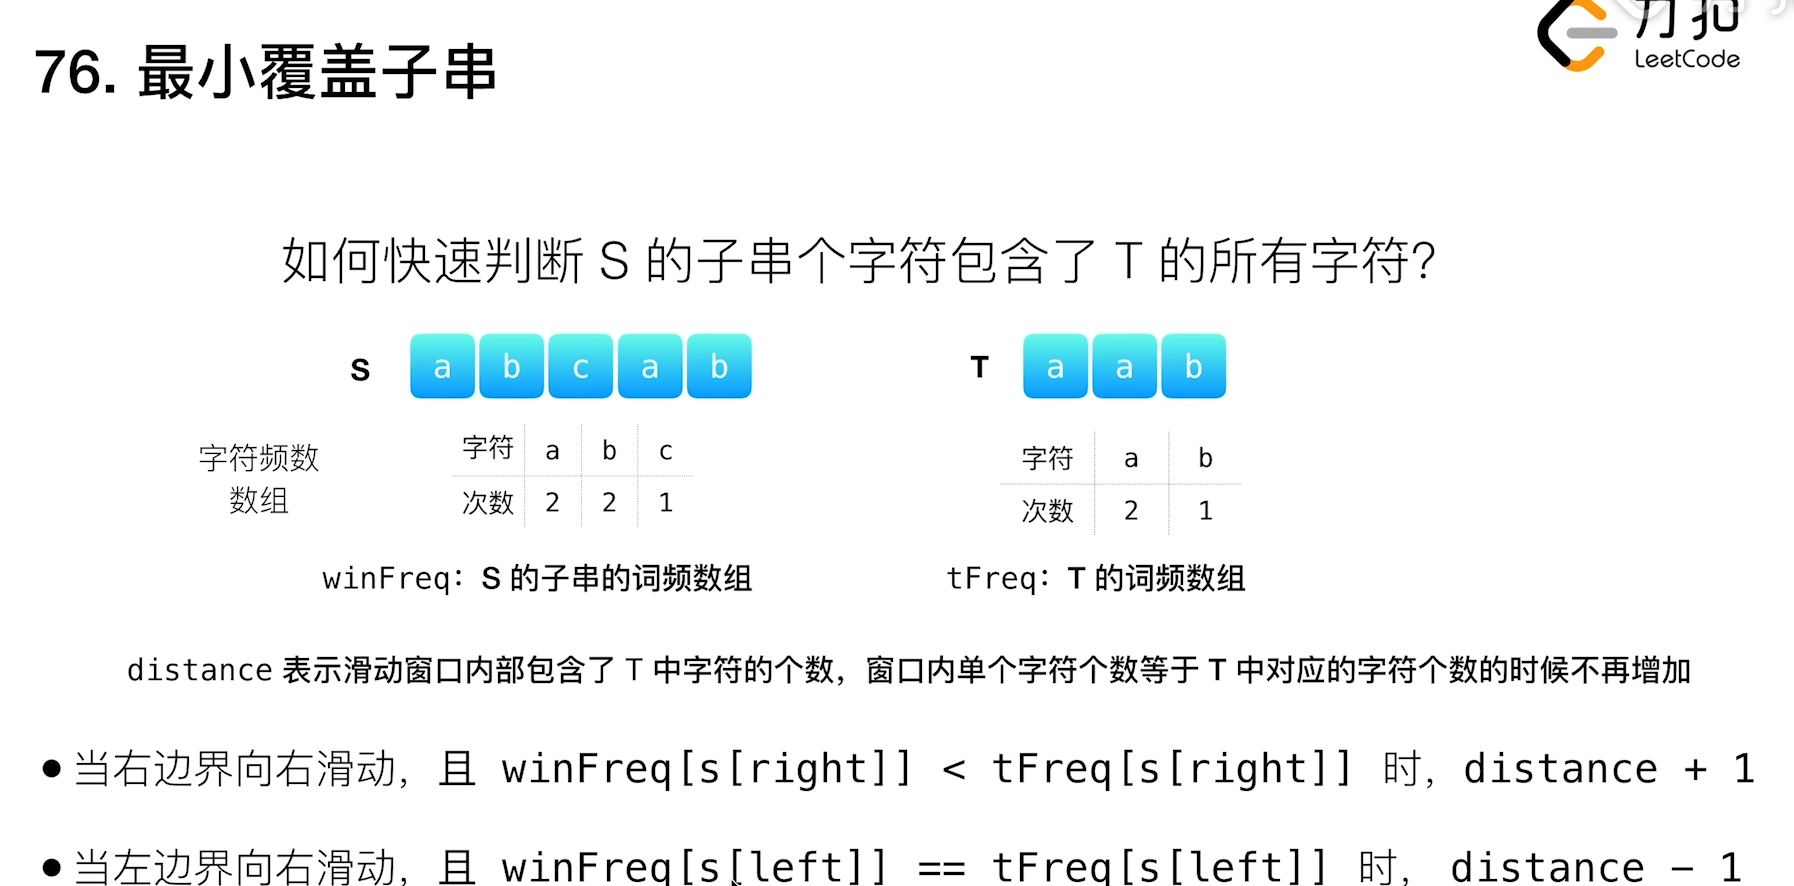 76. 最小覆盖子串
力扣
LeetCode
如何快速判断 S 的子串个字符包含了 T 的所有字符？
S a b c a b
T a a b
字符频数
数组
字符 a b c
次数 2 2 1
字符 a b
次数 2 1
winFreq: S 的子串的词频数组
tFreq: T 的词频数组
distance 表示滑动窗口内部包含了 T 中字符的个数，窗口内单个字符个数等于 T 中对应的字符个数的时候不再增加
● 当右边界向右滑动，且 winFreq[s[right]] < tFreq[s[right]] 时，distance + 1
● 当左边界向右滑动，且 winFreq[s[left]] == tFreq[s[left]] 时，distance − 1